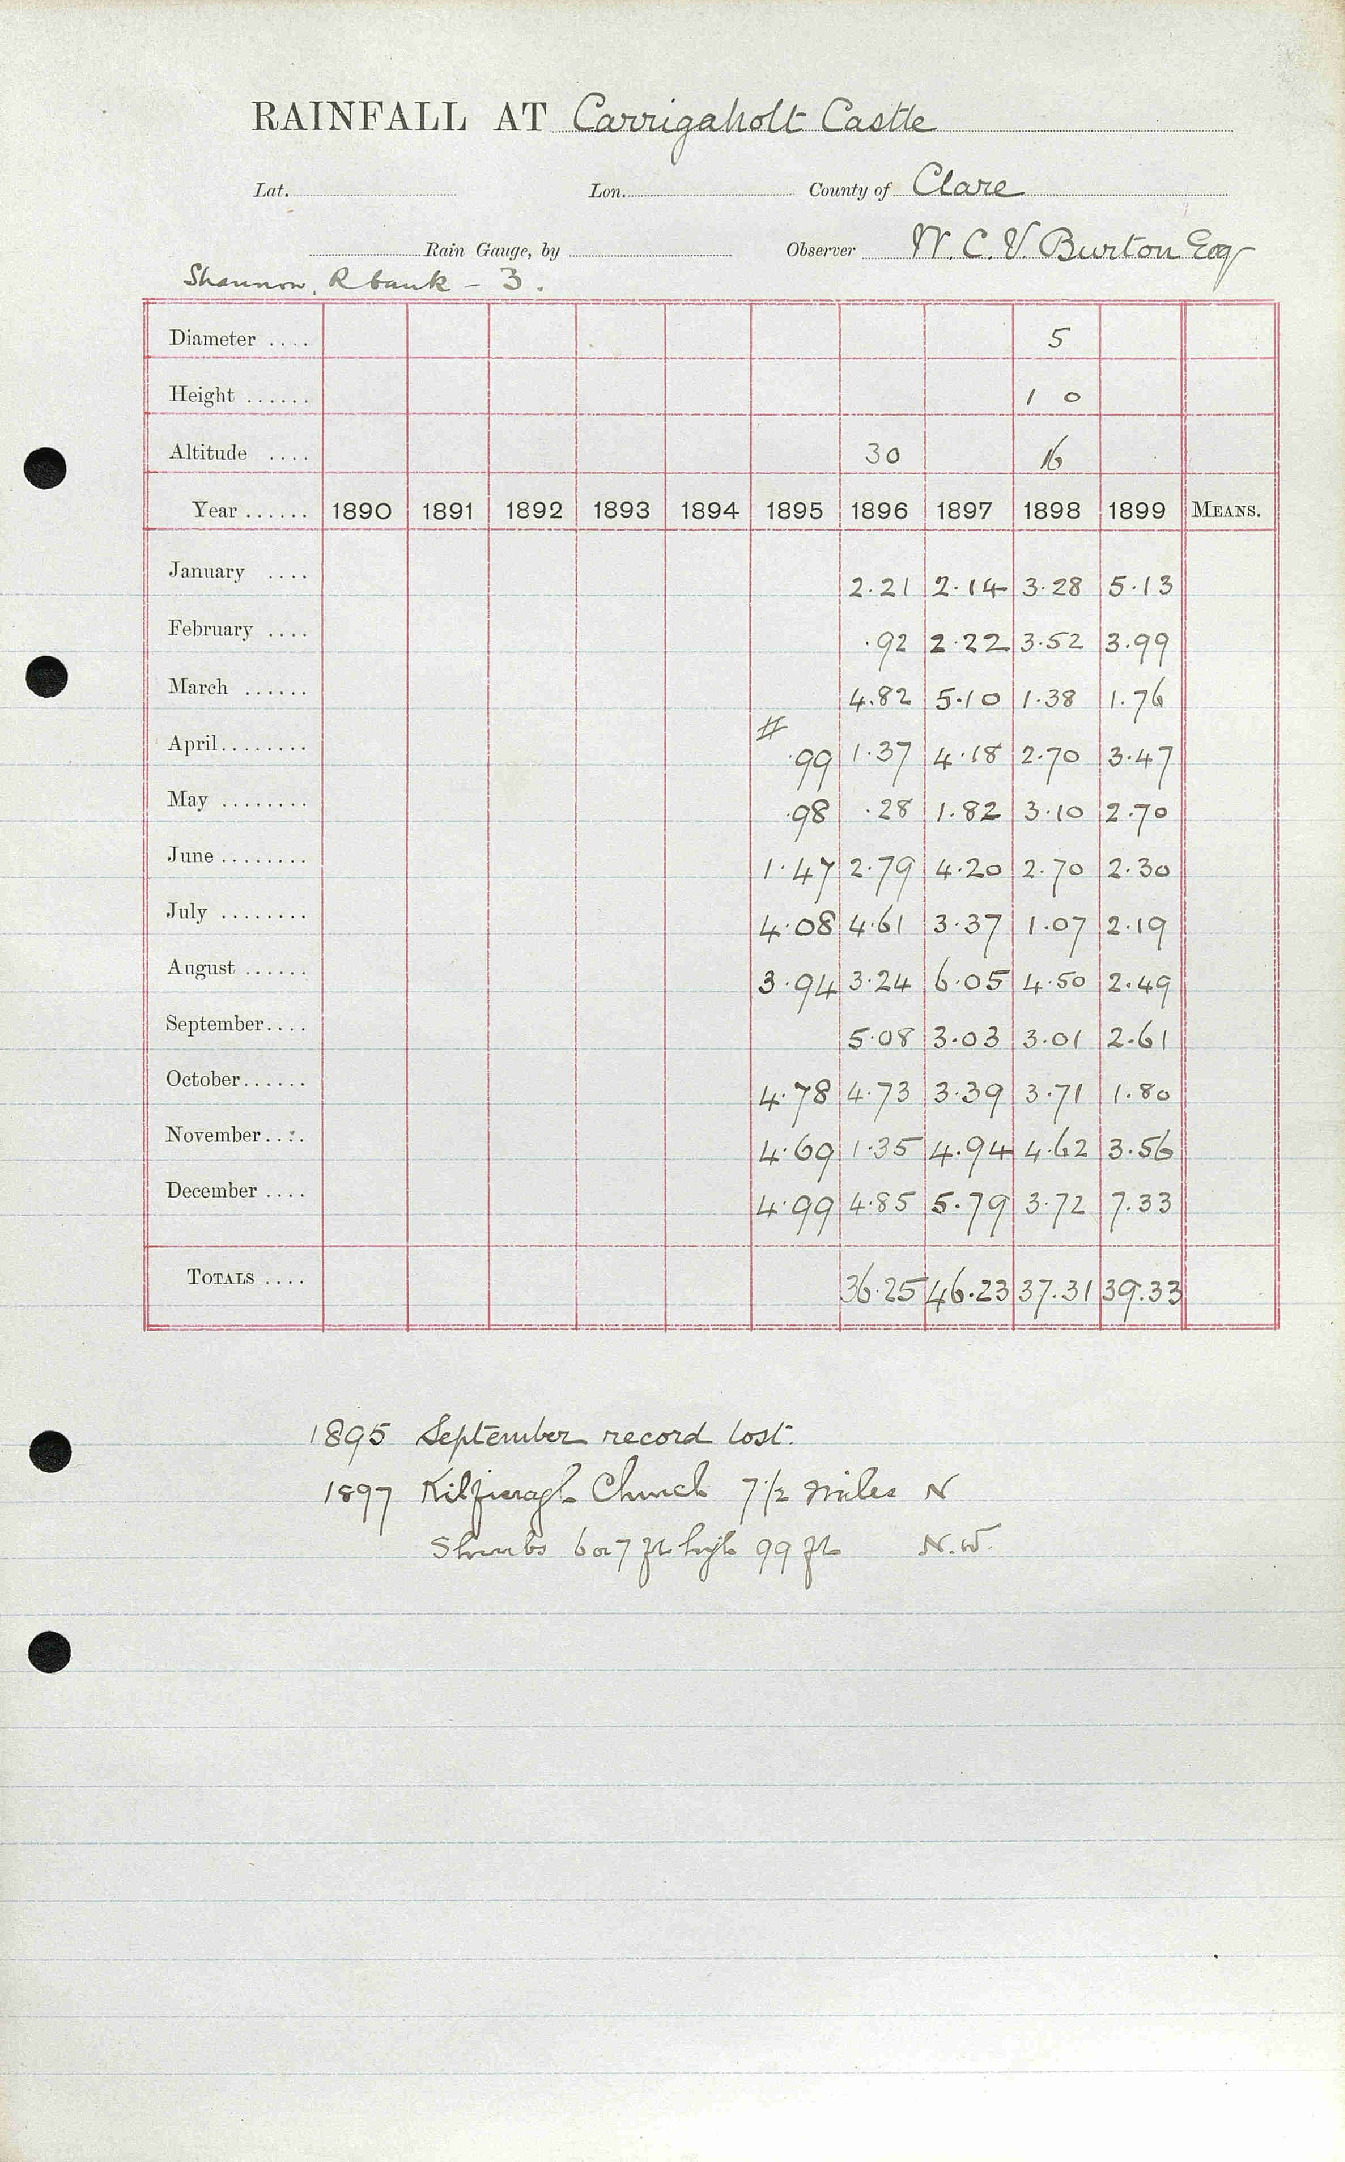 RAINFALL AT Carrigaholt Castle
Lat. Lon. County of Clare
Rain Gauge, by Observer W. C. V. Burton Esq
Shannon, R bank - 3.
Diameter .... 5
Height ...... 1 0
Altitude .... 30 16
Year ...... 1890 1891 1892 1893 1894 1895 1896 1897 1898 1899 MEANS.
January .... 2.21 2.14 3.28 5.13
February .... .92 2.22 3.52 3.99
March ...... 4.82 5.10 1.38 1.76
#
April........ .99 1.37 4.18 2.70 3.47
May ........ .98 .28 1.82 3.10 2.70
June ........ 1.47 2.79 4.20 2.70 2.30
July ........ 4.08 4.61 3.37 1.07 2.19
August ...... 3.94 3.24 6.05 4.50 2.49
September.... 5.08 3.03 3.01 2.61
October...... 4.78 4.73 3.39 3.71 1.80
November.... 4.69 1.35 4.94 4.62 3.56
December .... 4.99 4.85 5.79 3.72 7.33
TOTALS .... 36.25 46.23 37.31 39.33
1895 September record lost.
1897 Kilfieragh Church 7 1/2 miles N
Shrubs 6 or 7 ft high 99 ft N.W.